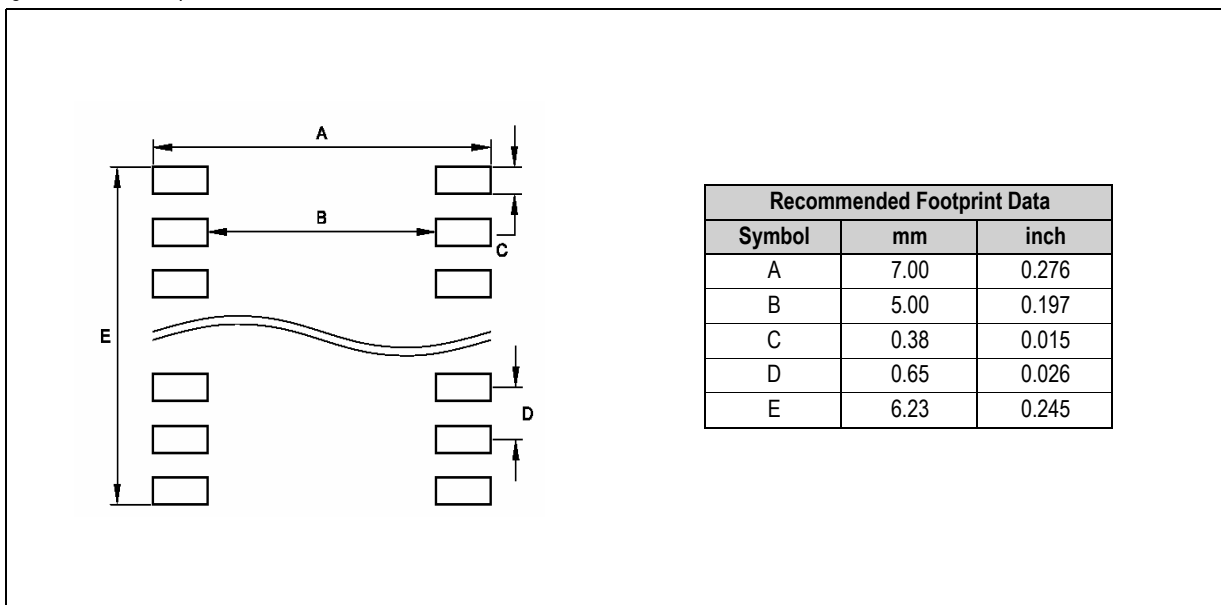 A
B
C
E
D
Recommended Footprint Data
Symbol mm inch
A 7.00 0.276
B 5.00 0.197
C 0.38 0.015
D 0.65 0.026
E 6.23 0.245